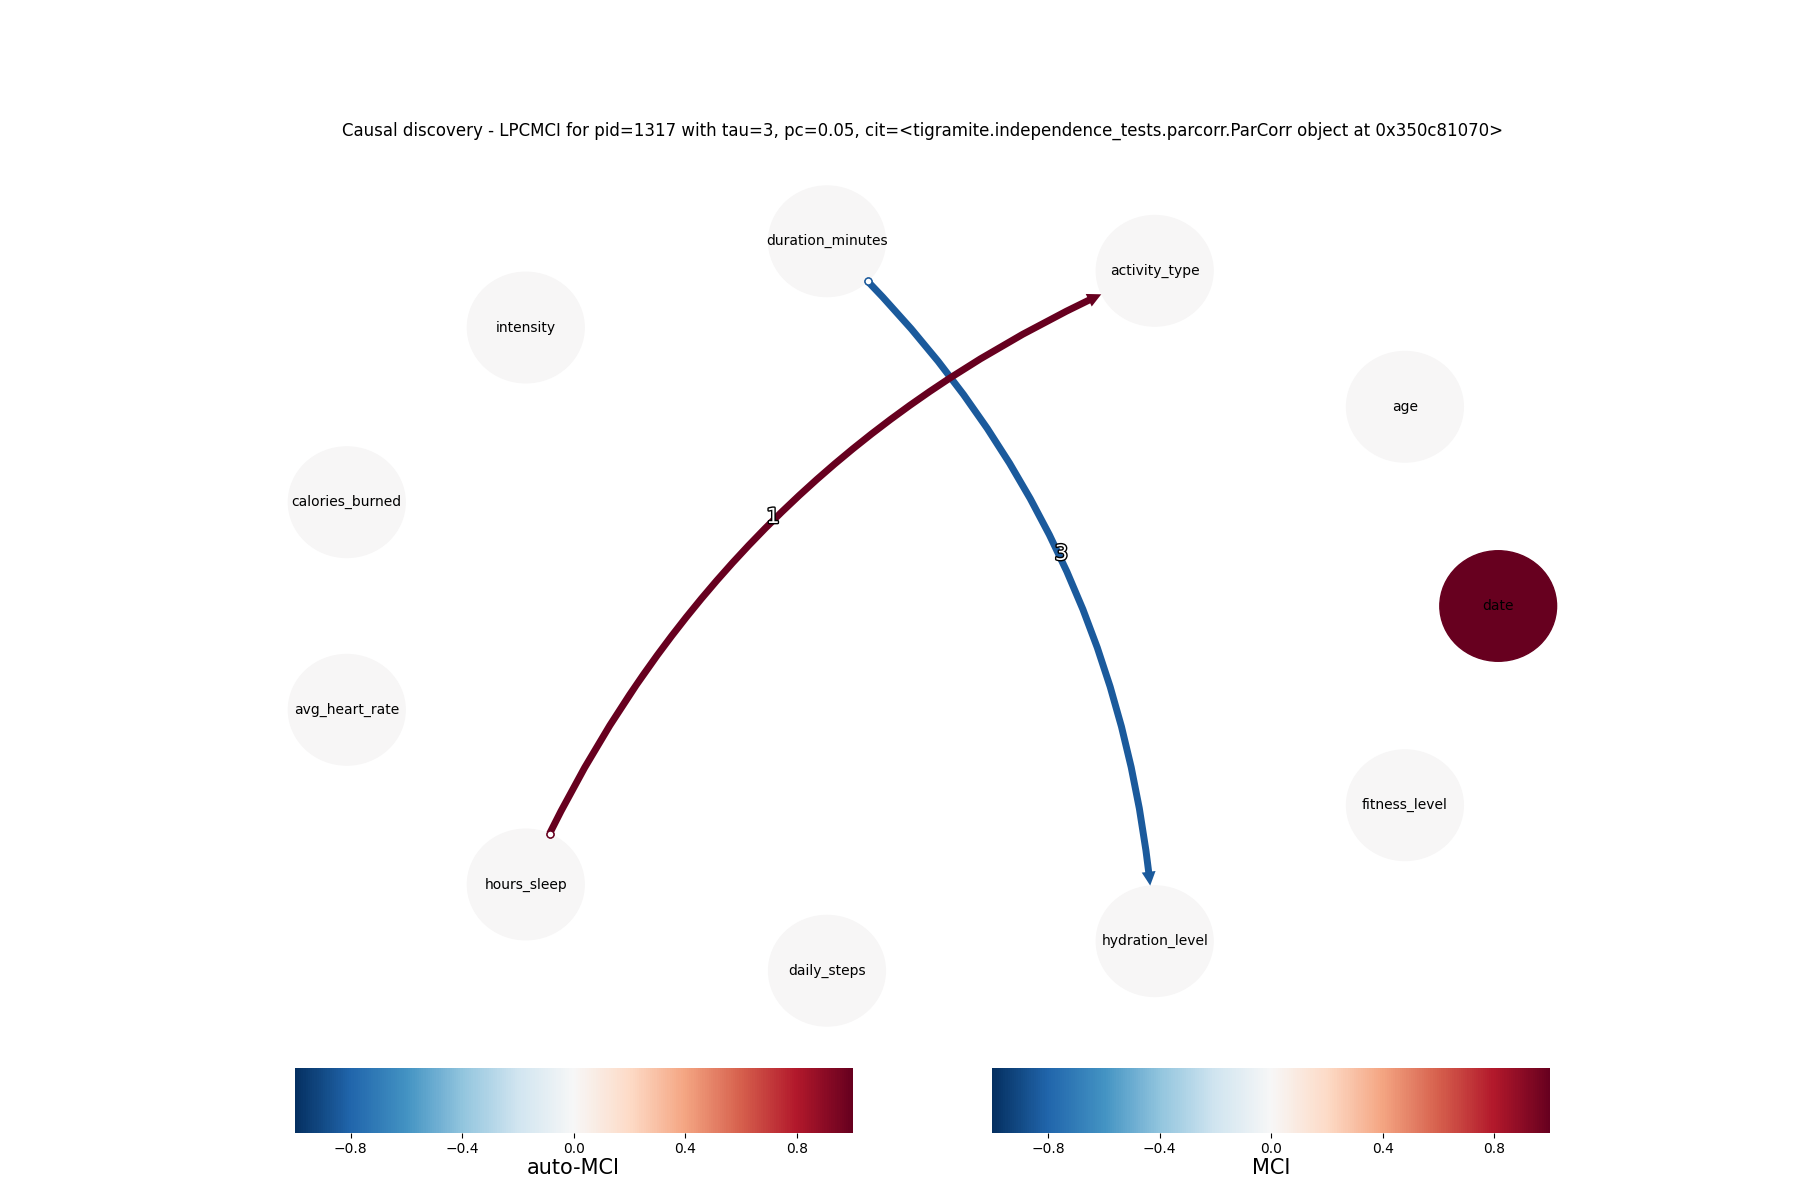 Causal discovery - LPCMCI for pid=1317 with tau=3, pc=0.05, cit=<tigramite.independence_tests.parcorr.ParCorr object at 0x350c81070>
duration_minutes
activity_type
intensity
age
calories_burned
1
3
date
avg_heart_rate
fitness_level
hours_sleep
hydration_level
daily_steps
−0.8 −0.4 0.0 0.4 0.8
auto-MCI
−0.8 −0.4 0.0 0.4 0.8
MCI